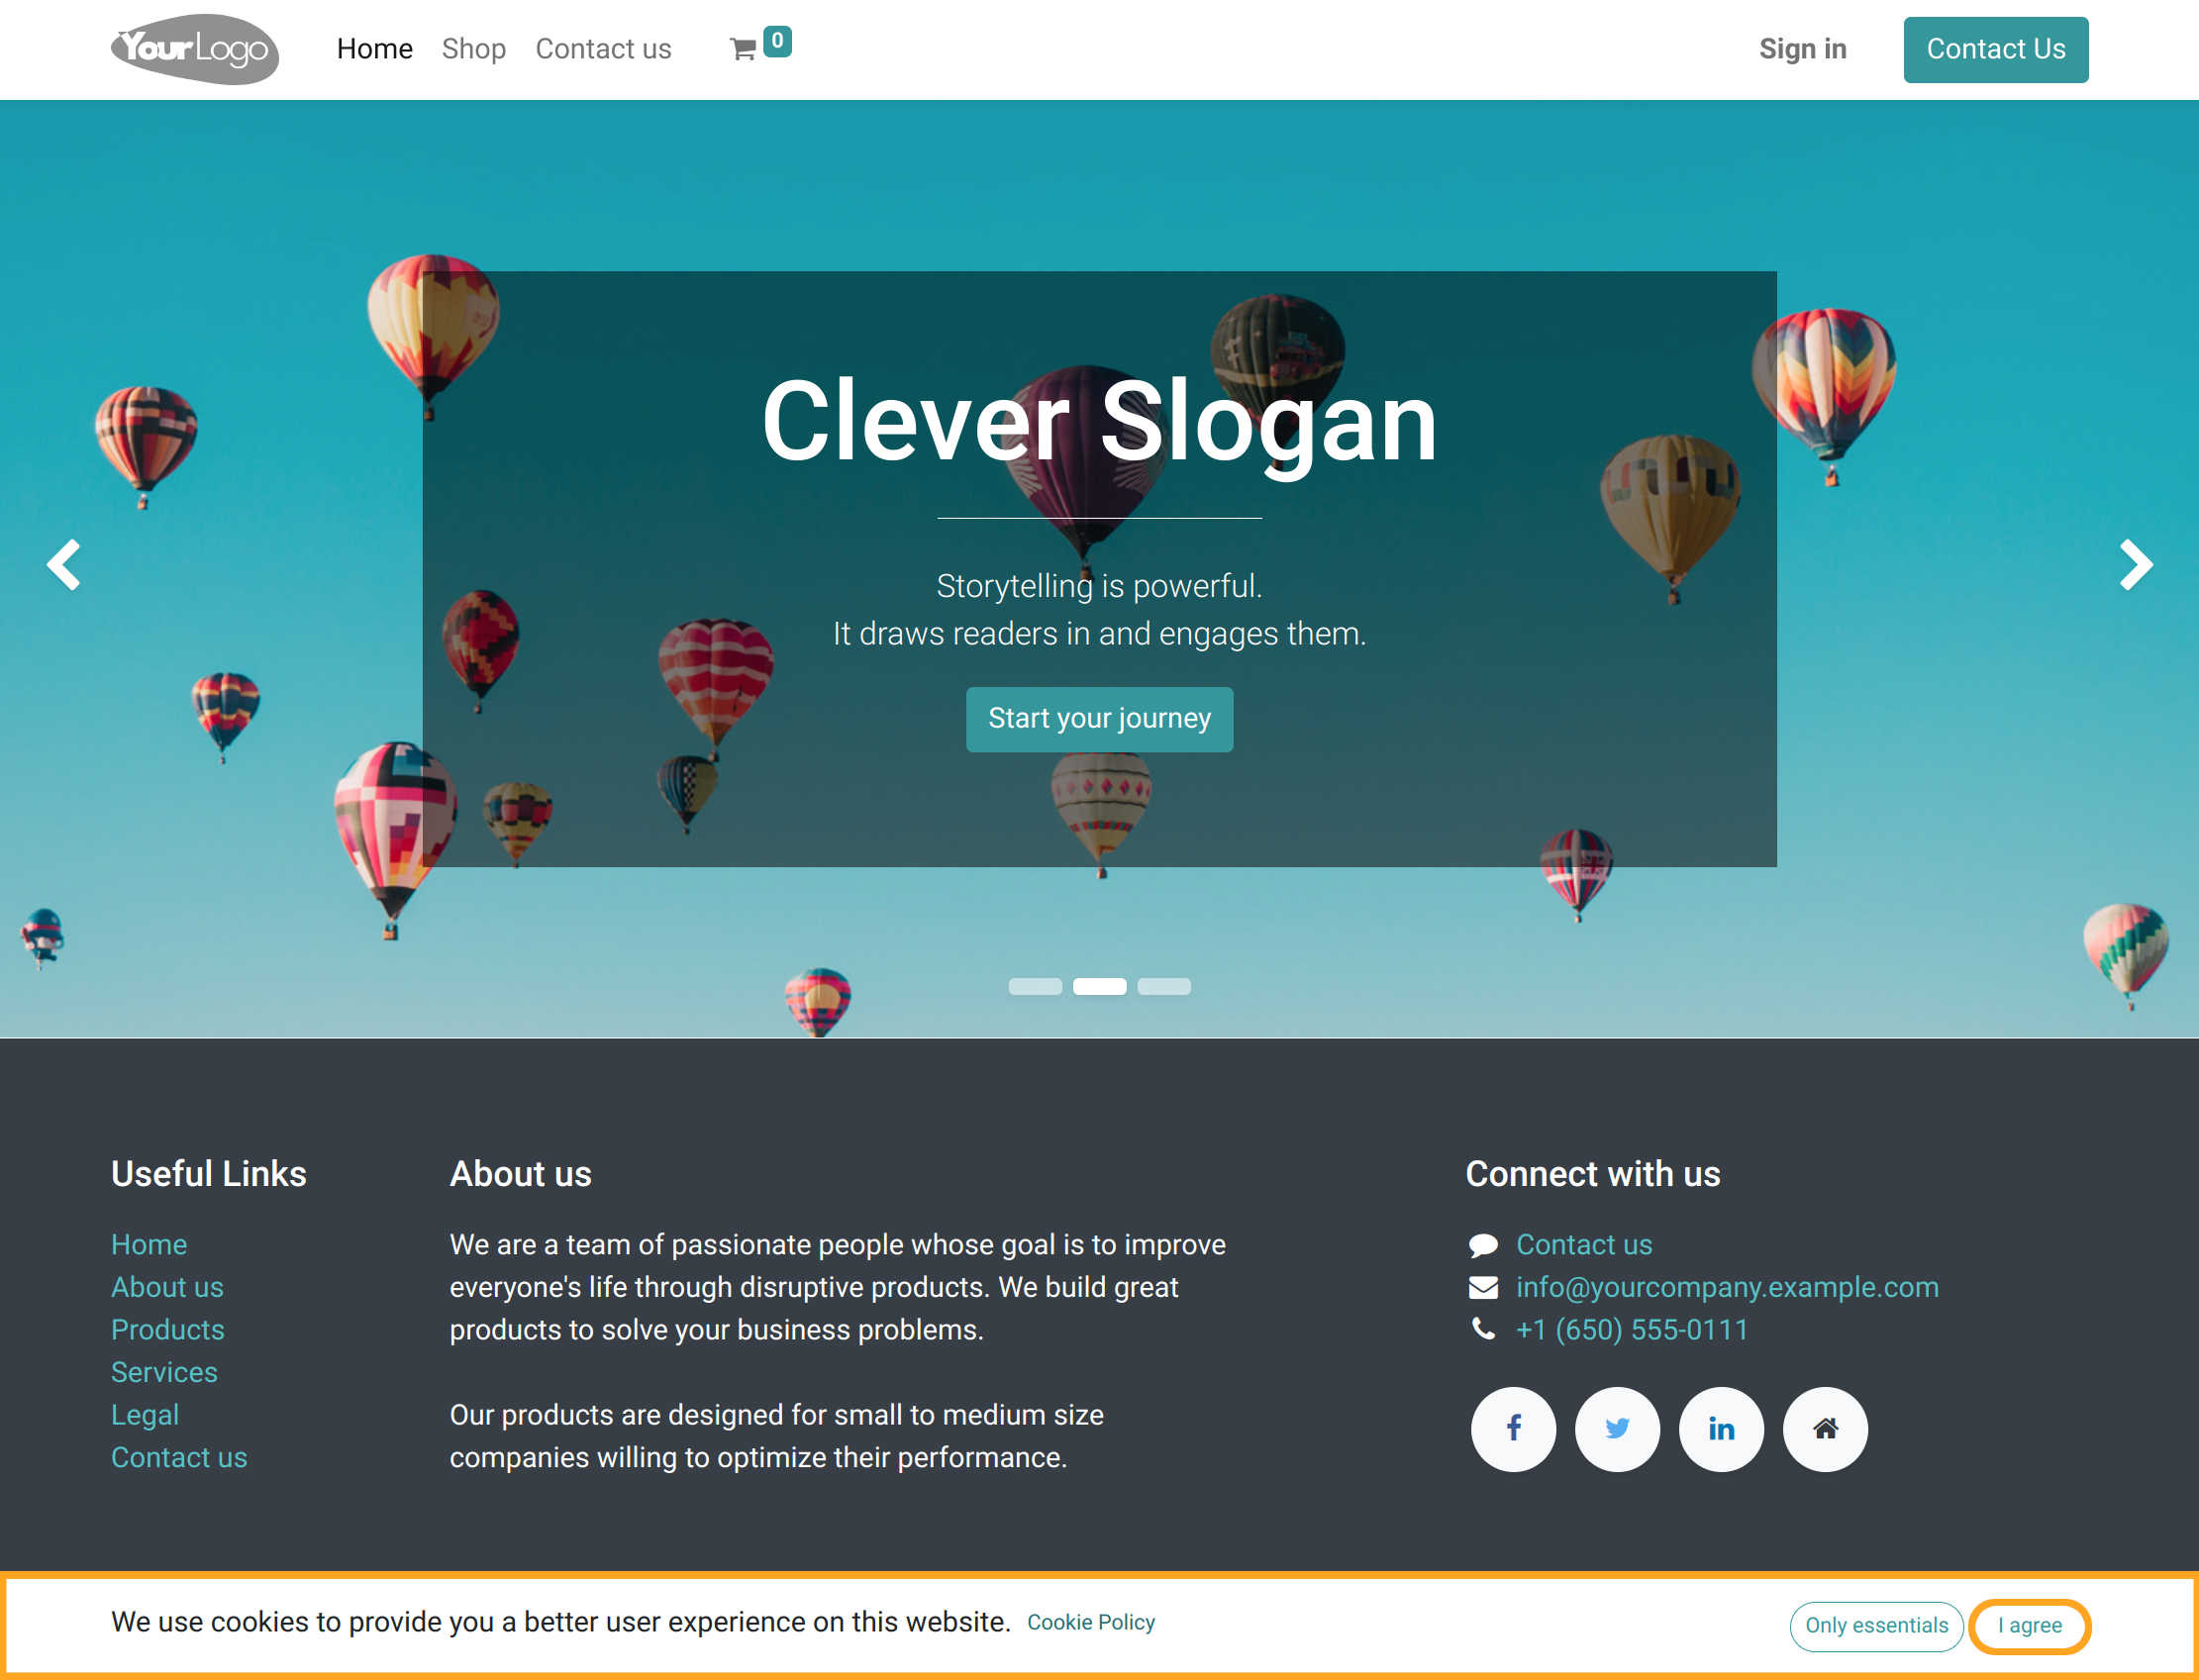 YourLogo
Home
Shop
Contact us
0
Sign in
Contact Us
Clever Slogan
Storytelling is powerful.
It draws readers in and engages them.
Start your journey
Useful Links
Home
About us
Products
Services
Legal
Contact us
About us
We are a team of passionate people whose goal is to improve
everyone's life through disruptive products. We build great
products to solve your business problems.
Our products are designed for small to medium size
companies willing to optimize their performance.
Connect with us
Contact us
info@yourcompany.example.com
+1 (650) 555-0111
We use cookies to provide you a better user experience on this website. Cookie Policy
Only essentials
I agree